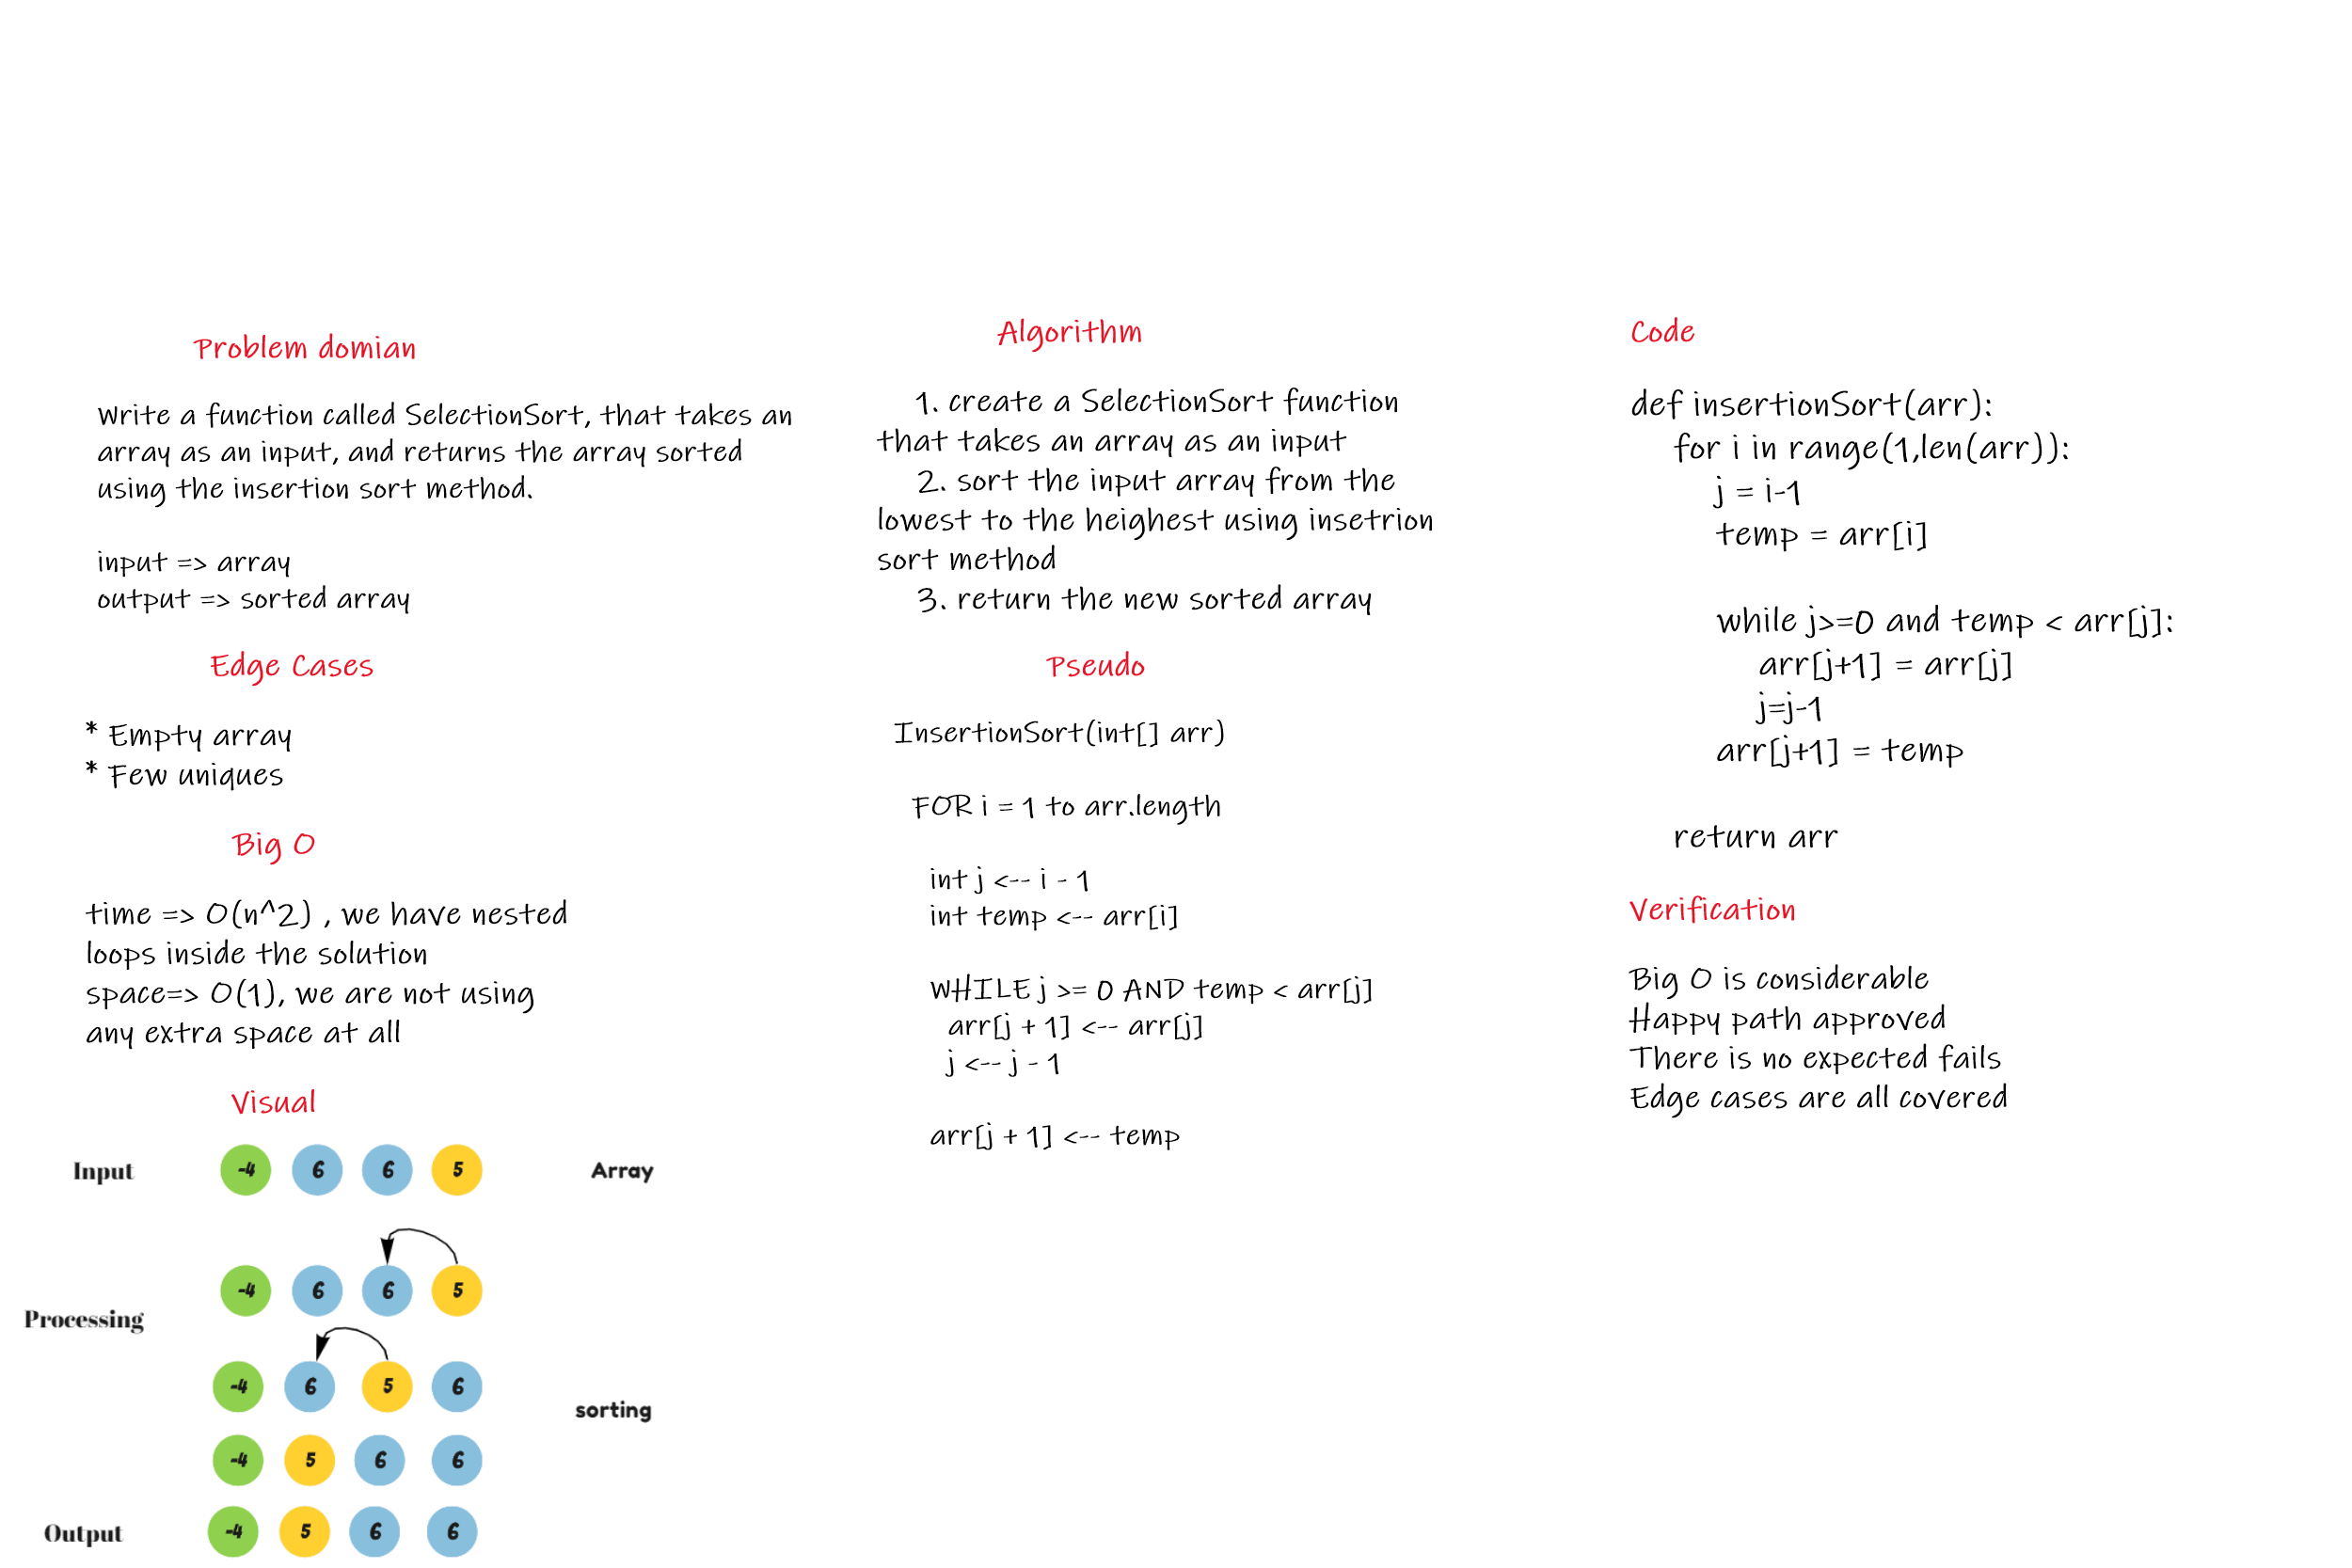 Problem domian
Write a function called SelectionSort, that takes an
array as an input, and returns the array sorted
using the insertion sort method.
input => array
output => sorted array
Edge Cases
* Empty array
* Few uniques
Big O
time => O(n^2) , we have nested
loops inside the solution
space=> O(1), we are not using
any extra space at all
Visual
Input
-4 6 6 5
Array
Processing
-4 6 6 5
-4 6 5 6
sorting
-4 5 6 6
Output
-4 5 6 6
Algorithm
1. create a SelectionSort function
that takes an array as an input
2. sort the input array from the
lowest to the heighest using insetrion
sort method
3. return the new sorted array
Pseudo
InsertionSort(int[] arr)
FOR i = 1 to arr.length
int j <-- i - 1
int temp <-- arr[i]
WHILE j >= 0 AND temp < arr[j]
arr[j + 1] <-- arr[j]
j <-- j - 1
arr[j + 1] <-- temp
Code
def insertionSort(arr):
for i in range(1,len(arr)):
j = i-1
temp = arr[i]
while j>=0 and temp < arr[j]:
arr[j+1] = arr[j]
j=j-1
arr[j+1] = temp
return arr
Verification
Big O is considerable
Happy path approved
There is no expected fails
Edge cases are all covered